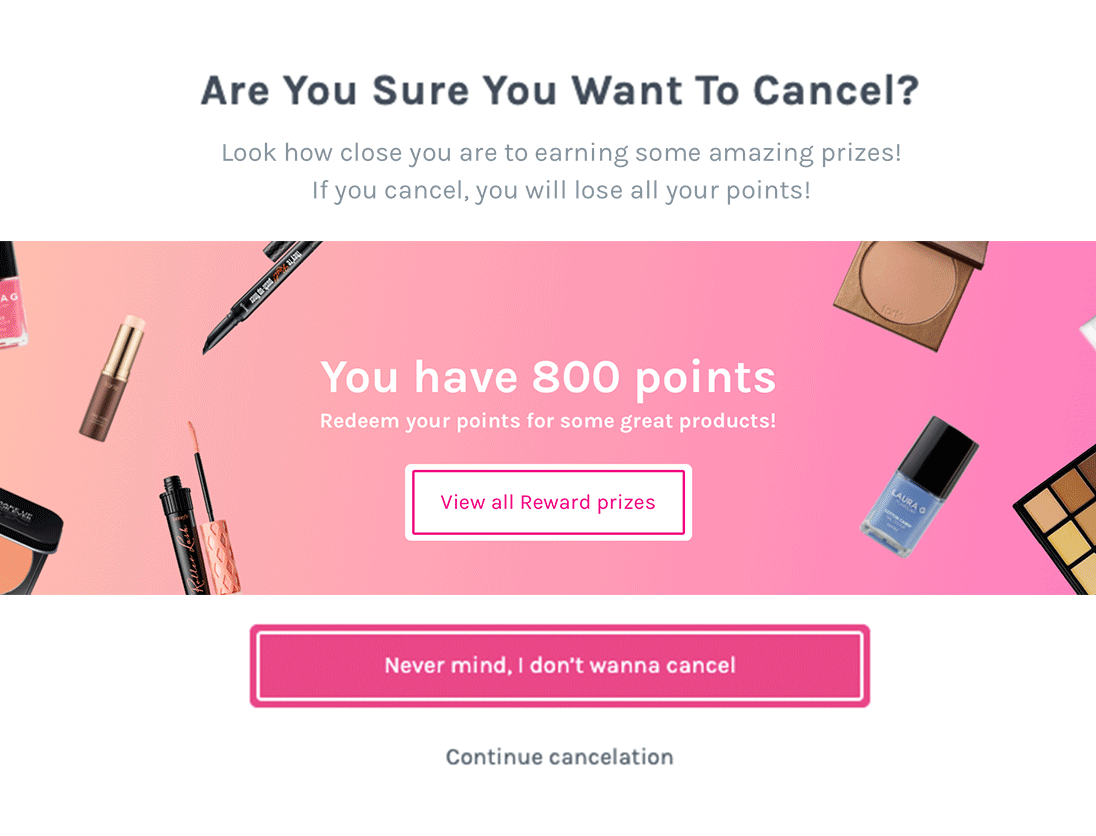 Are You Sure You Want To Cancel?
Look how close you are to earning some amazing prizes!
If you cancel, you will lose all your points!
You have 800 points
Redeem your points for some great products!
View all Reward prizes
LAURA G
Roller Lash
Never mind, I don't wanna cancel
Continue cancelation